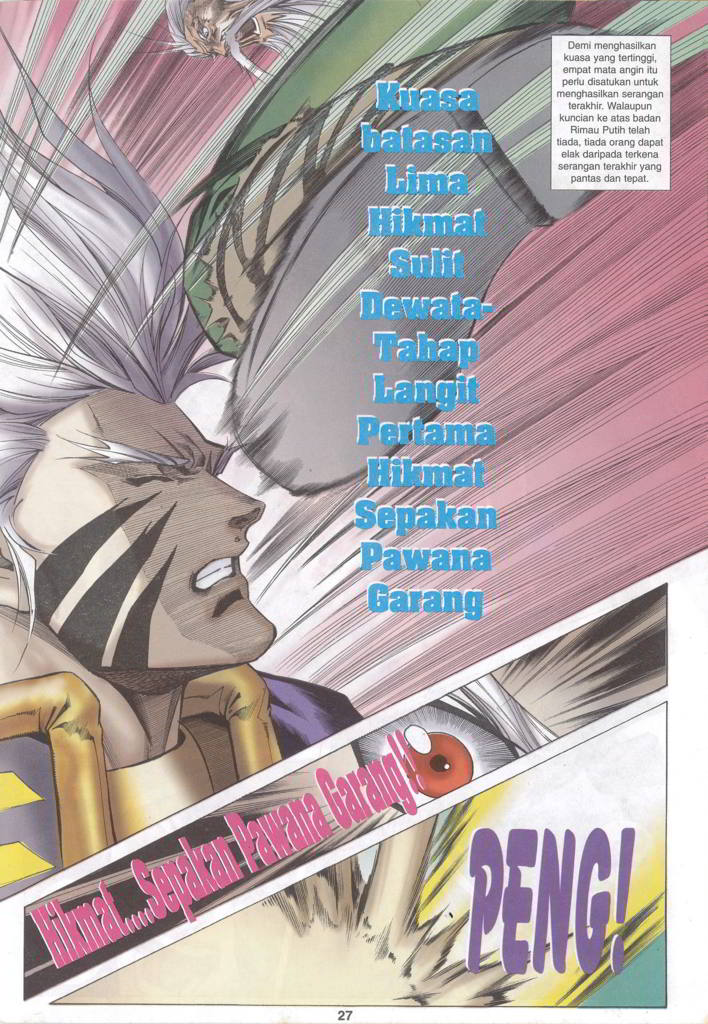 Demi menghasilkan
kuasa yang tertinggi,
empat mata angin itu
perlu disatukan untuk
menghasilkan serangan
terakhir. Walaupun
kuncian ke atas badan
Rimau Putih telah
tiada, tiada orang dapat
elak daripada terkena
serangan terakhir yang
pantas dan tepat.
Kuasa
batasan
Lima
Hikmat
Sulit
Dewata-
Tahap
Langit
Pertama
Hikmat
Sepakan
Pawana
Garang
Hikmat.....Sepakan Pawana Garang!!
PENG!
27